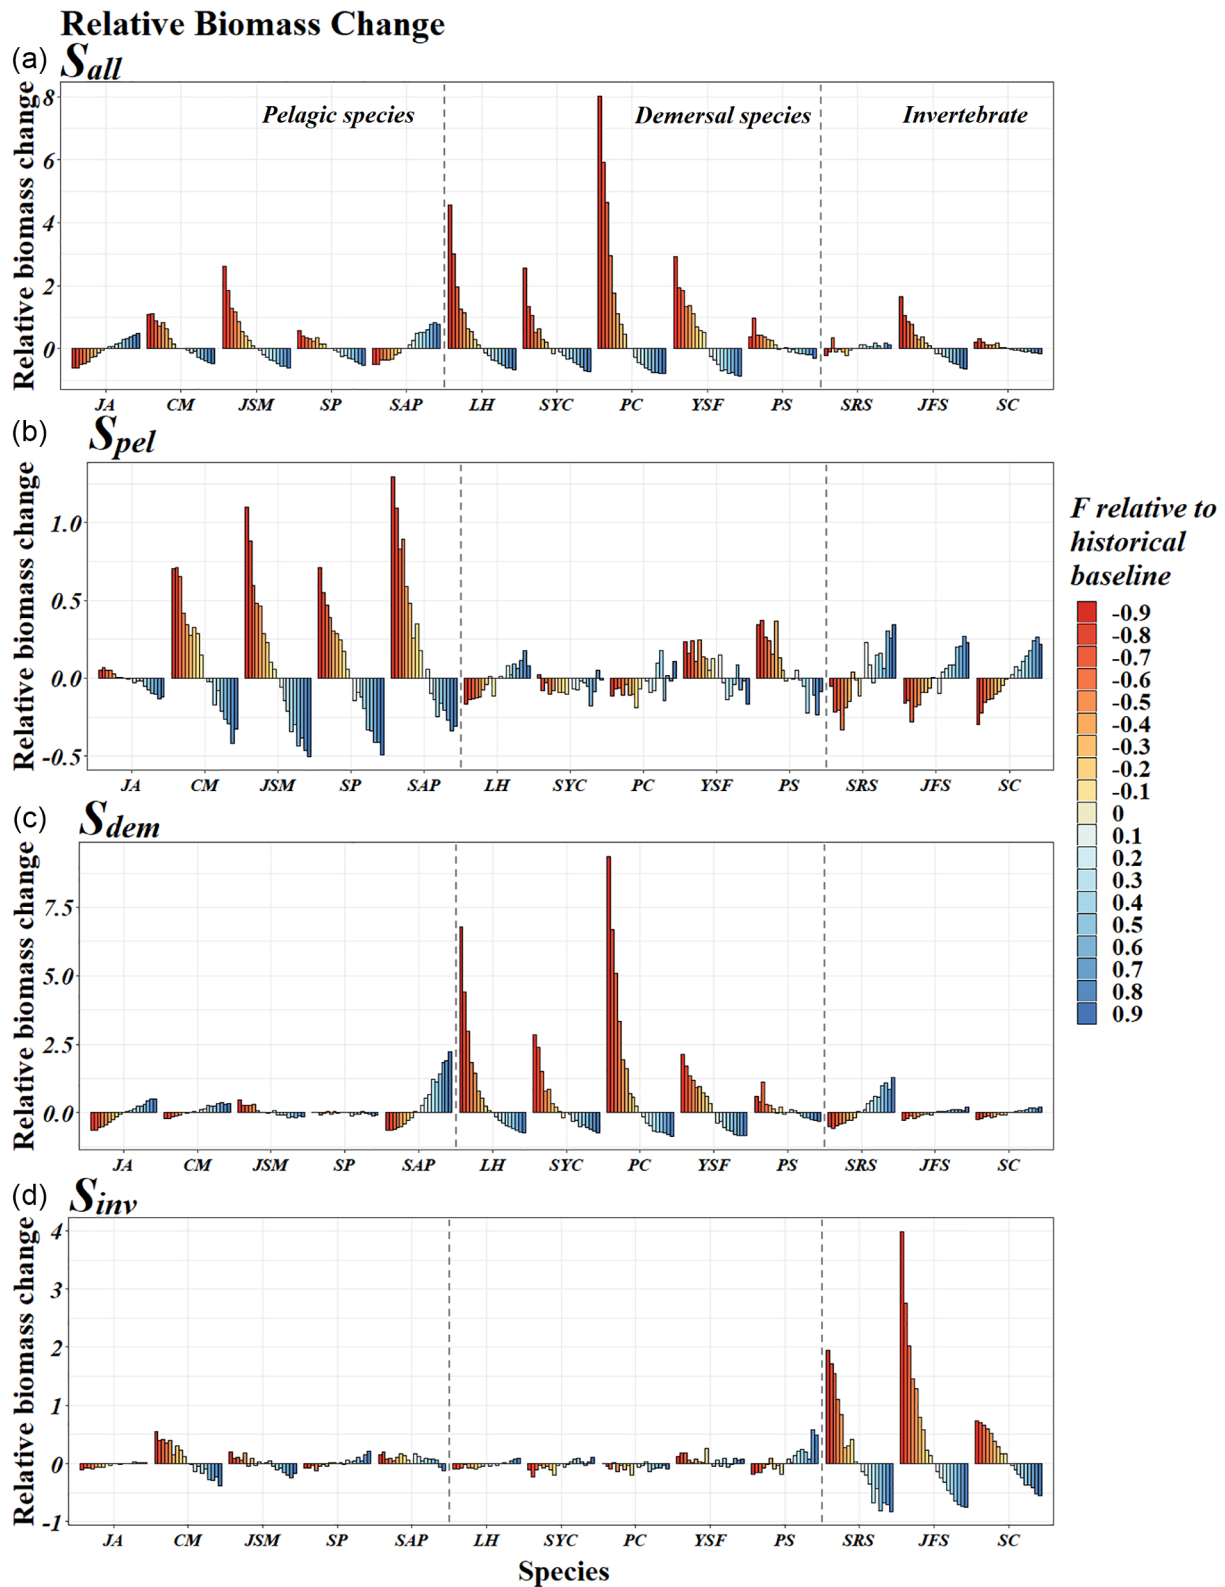 Relative Biomass Change
(a)
Sall
Relative biomass change
8
6
4
2
0
Pelagic species
Demersal species
Invertebrate
JA CM JSM SP SAP LH SYC PC YSF PS SRS JFS SC
(b)
Spel
Relative biomass change
1.0
0.5
0.0
-0.5
JA CM JSM SP SAP LH SYC PC YSF PS SRS JFS SC
F relative to
historical
baseline
-0.9
-0.8
-0.7
-0.6
-0.5
-0.4
-0.3
-0.2
-0.1
0
0.1
0.2
0.3
0.4
0.5
0.6
0.7
0.8
0.9
(c)
Sdem
Relative biomass change
7.5
5.0
2.5
0.0
JA CM JSM SP SAP LH SYC PC YSF PS SRS JFS SC
(d)
Sinv
Relative biomass change
4
3
2
1
0
-1
JA CM JSM SP SAP LH SYC PC YSF PS SRS JFS SC
Species